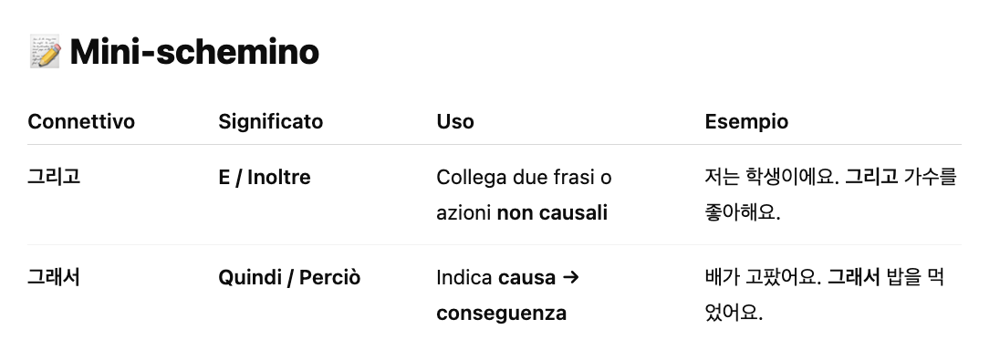 📝 Mini-schemino
Connettivo Significato Uso Esempio
그리고 E / Inoltre Collega due frasi o 저는 학생이에요. 그리고 가수를
azioni non causali 좋아해요.
그래서 Quindi / Perciò Indica causa → 배가 고팠어요. 그래서 밥을 먹
conseguenza 었어요.